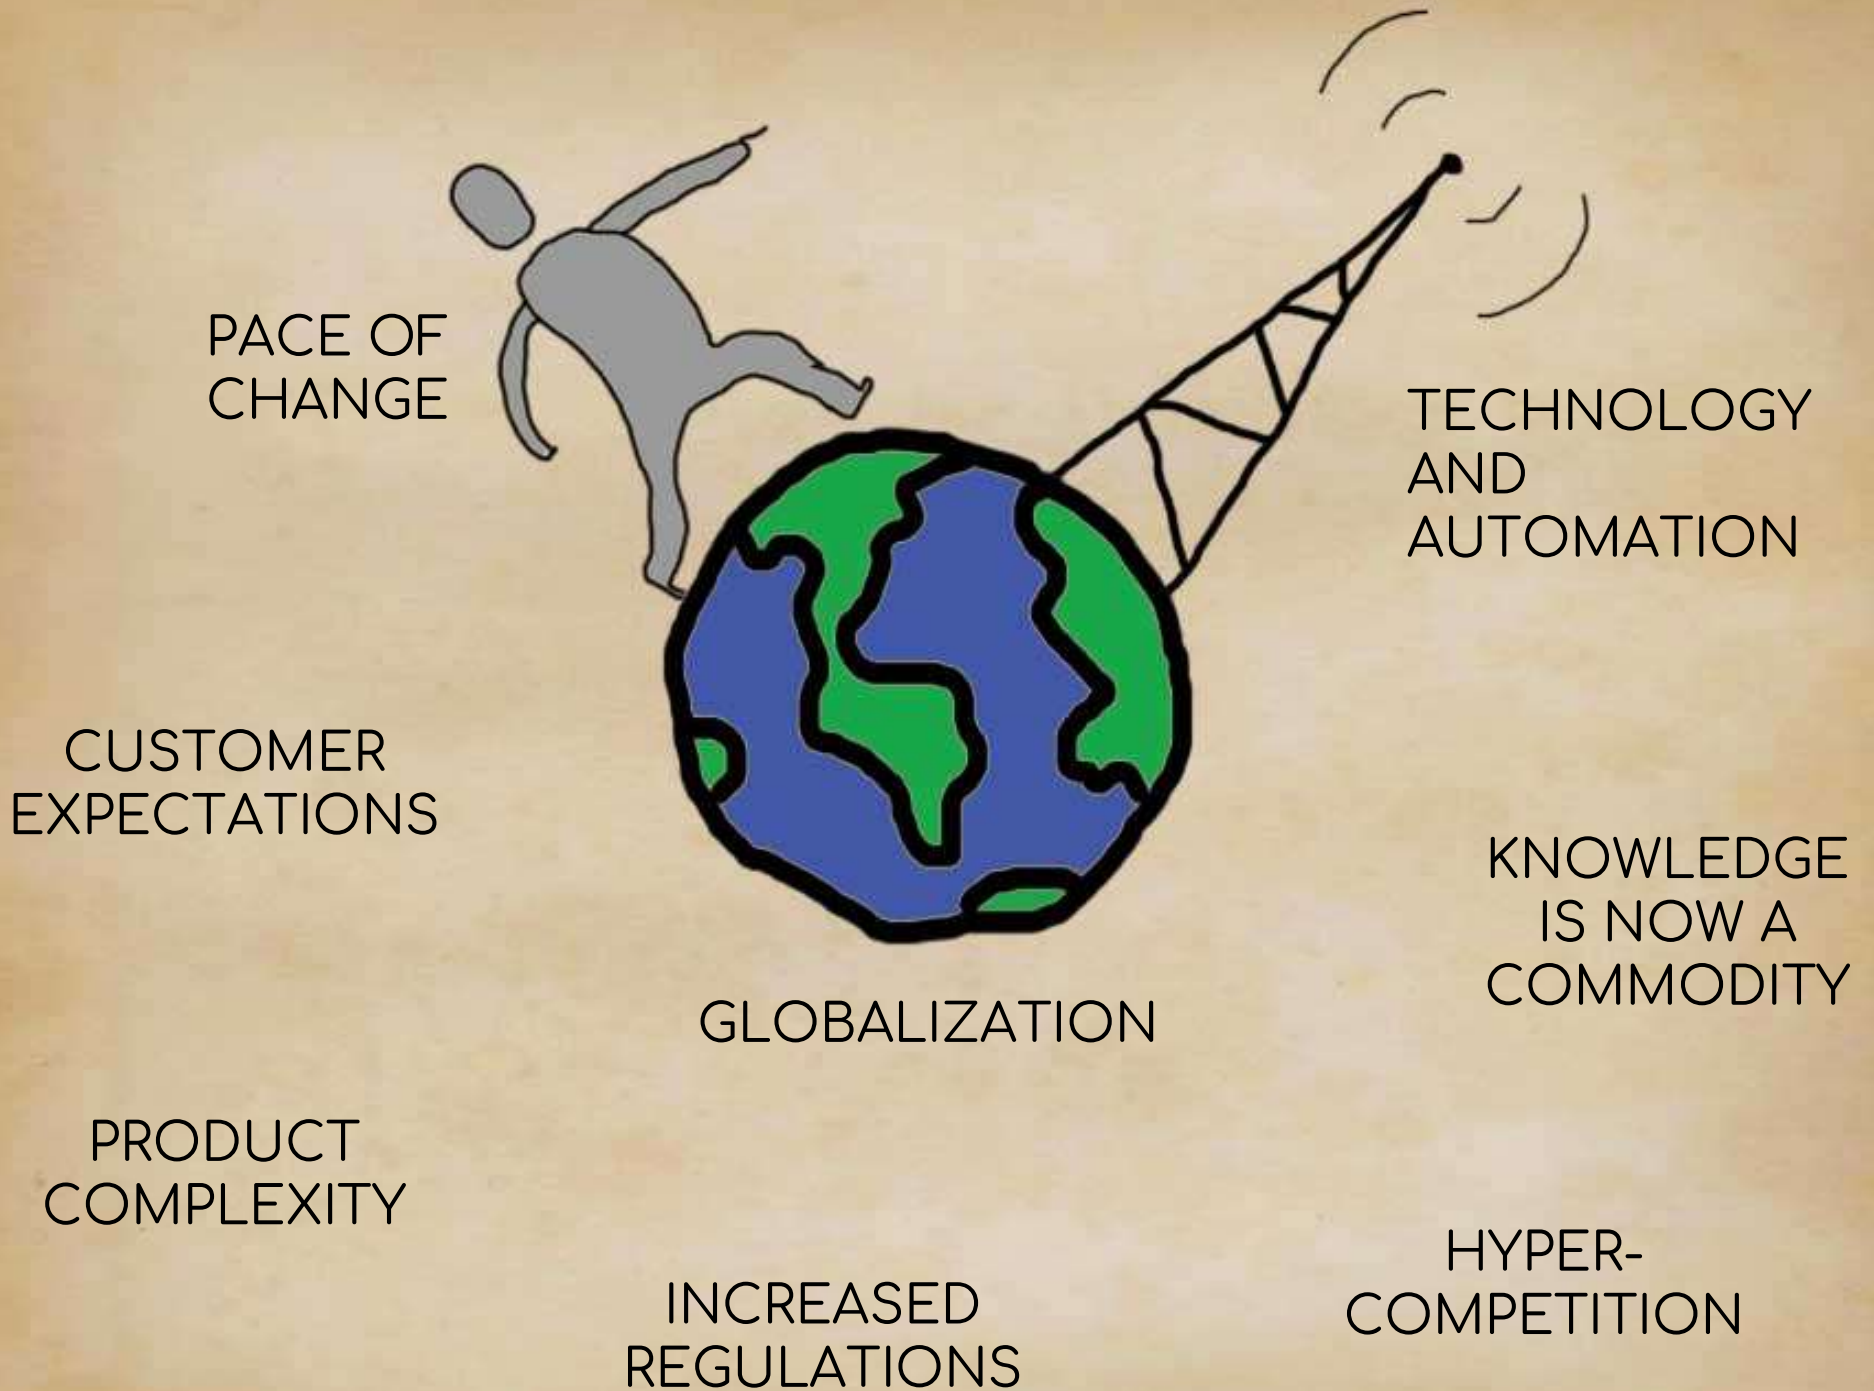 PACE OF
CHANGE
TECHNOLOGY
AND
AUTOMATION
CUSTOMER
EXPECTATIONS
KNOWLEDGE
IS NOW A
COMMODITY
GLOBALIZATION
PRODUCT
COMPLEXITY
HYPER-
COMPETITION
INCREASED
REGULATIONS